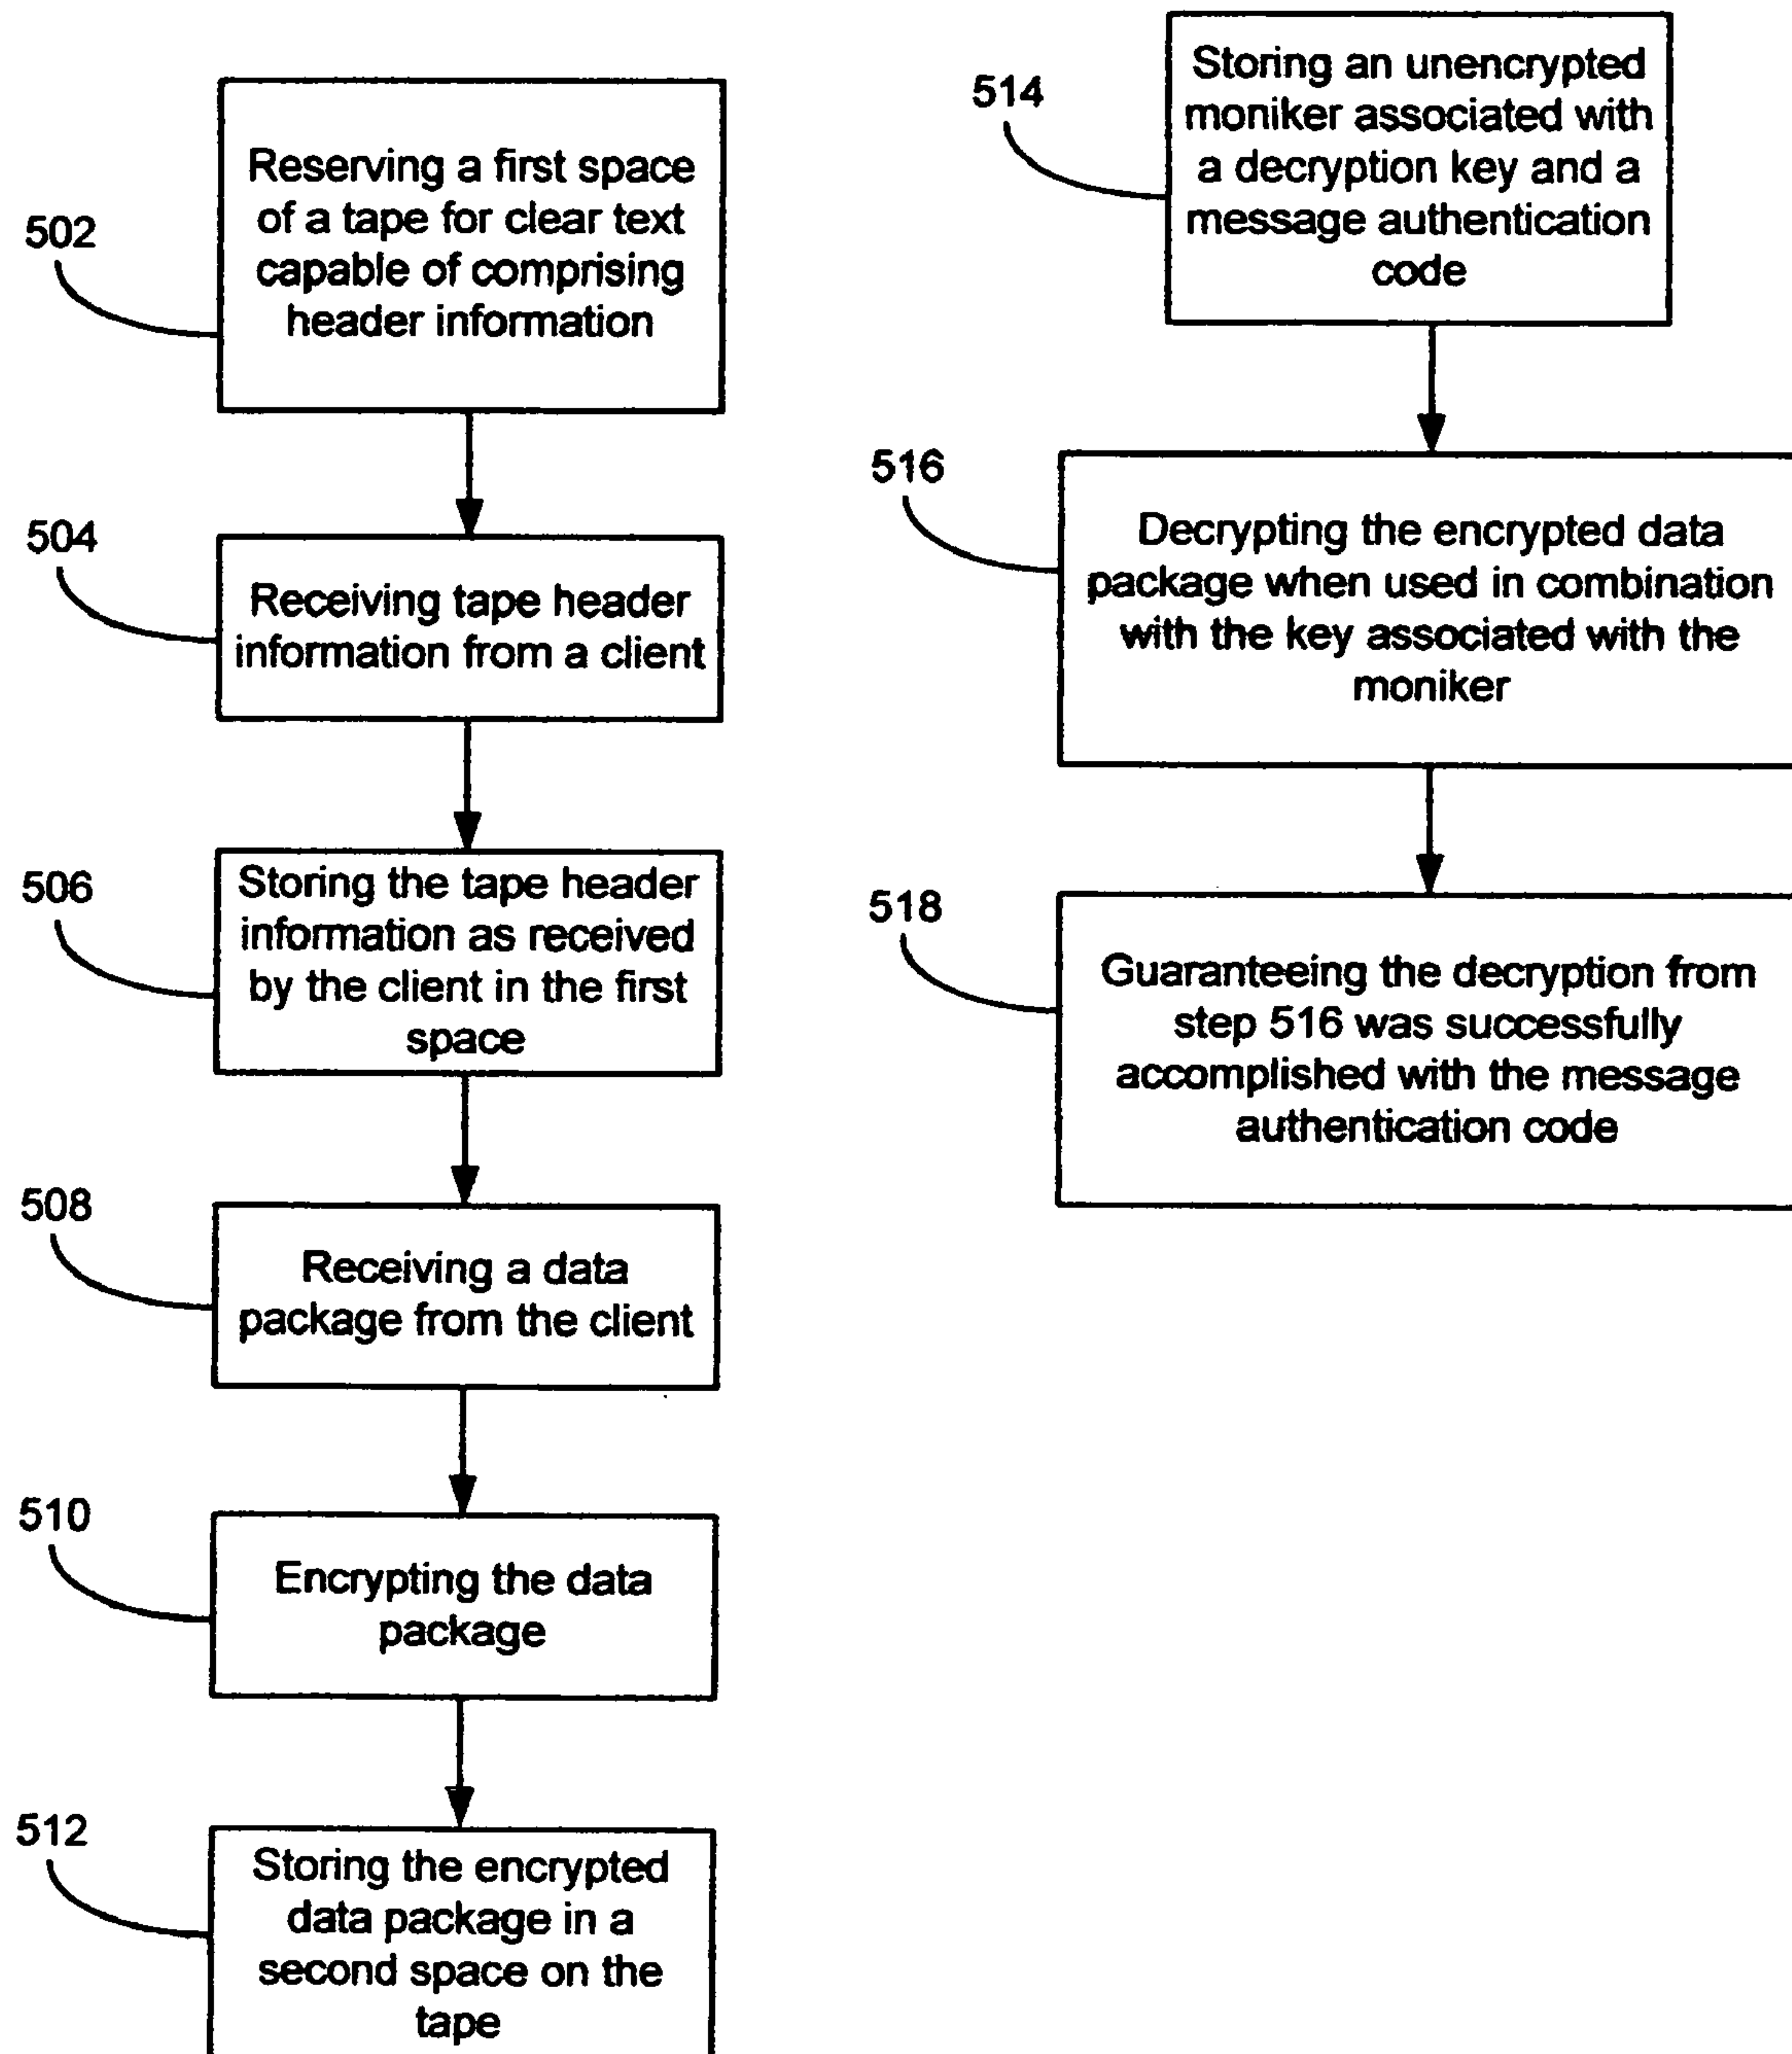 502
Reserving a first space
of a tape for clear text
capable of comprising
header information
504
Receiving tape header
information from a client
506
Storing the tape header
information as received
by the client in the first
space
508
Receiving a data
package from the client
510
Encrypting the data
package
512
Storing the encrypted
data package in a
second space on the
tape
514
Storing an unencrypted
moniker associated with
a decryption key and a
message authentication
code
516
Decrypting the encrypted data
package when used in combination
with the key associated with the
moniker
518
Guaranteeing the decryption from
step 516 was successfully
accomplished with the message
authentication code